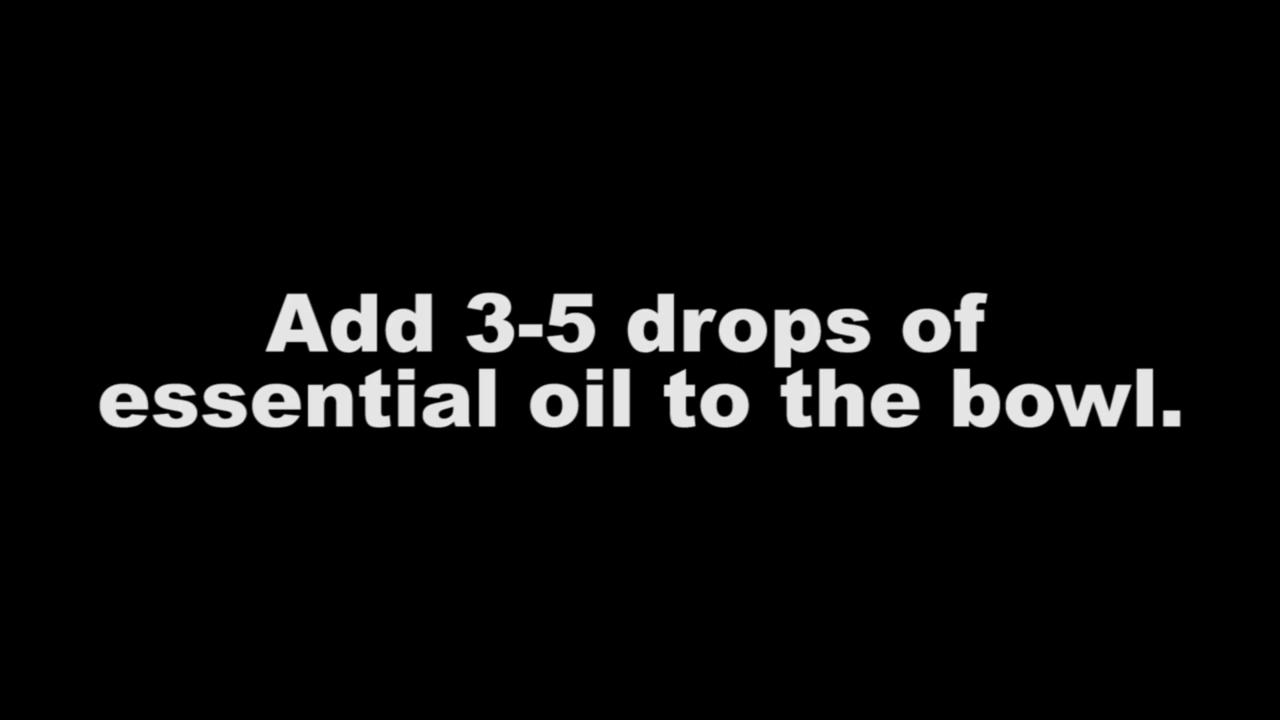 Add 3-5 drops of
essential oil to the bowl.